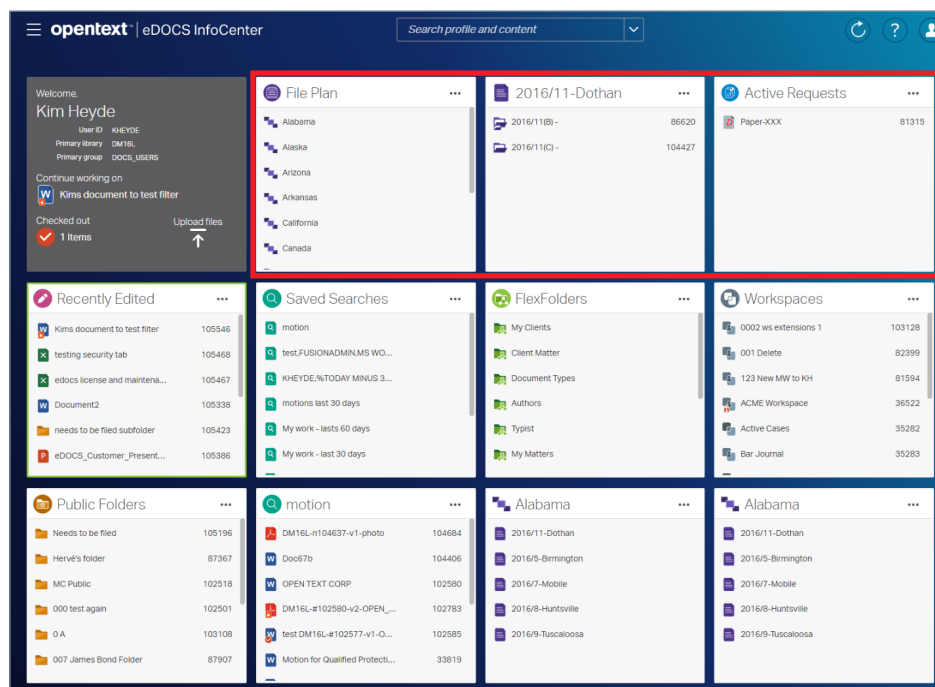 opentext™ | eDOCS InfoCenter
Search profile and content
?
Welcome,
Kim Heyde
User ID KHEYDE
Primary library DM16L
Primary group DOCS_USERS
Continue working on
Kims document to test filter
Checked out
Upload files
1 Items
File Plan
Alabama
Alaska
Arizona
Arkansas
California
Canada
2016/11-Dothan
2016/11(B) - 86620
2016/11(C) - 104427
Active Requests
Paper-XXX 81315
Recently Edited
Kims document to test filter 105546
testing security tab 105468
edocs license and maintena... 105467
Document2 105338
needs to be filed subfolder 105423
eDOCS_Customer_Present... 105386
Saved Searches
motion
test,FUSIONADMIN,MS WO...
KHEYDE,%TODAY MINUS 3...
motions last 30 days
My work - lasts 60 days
My work - last 30 days
FlexFolders
My Clients
Client Matter
Document Types
Authors
Typist
My Matters
Workspaces
0002 ws extensions 1 103128
001 Delete 82399
123 New MW to KH 81594
ACME Workspace 36522
Active Cases 35282
Bar Journal 35283
Public Folders
Needs to be filed 105196
Hervé's folder 87367
MC Public 102518
000 test again 102501
0 A 103108
007 James Bond Folder 87907
motion
DM16L-n104637-v1-photo 104684
Doc67b 104406
OPEN TEXT CORP 102580
DM16L-#102580-v2-OPEN_... 102783
test DM16L-#102577-v1-O... 102585
Motion for Qualified Protecti... 33819
Alabama
2016/11-Dothan
2016/5-Birmington
2016/7-Mobile
2016/8-Huntsville
2016/9-Tuscaloosa
Alabama
2016/11-Dothan
2016/5-Birmington
2016/7-Mobile
2016/8-Huntsville
2016/9-Tuscaloosa